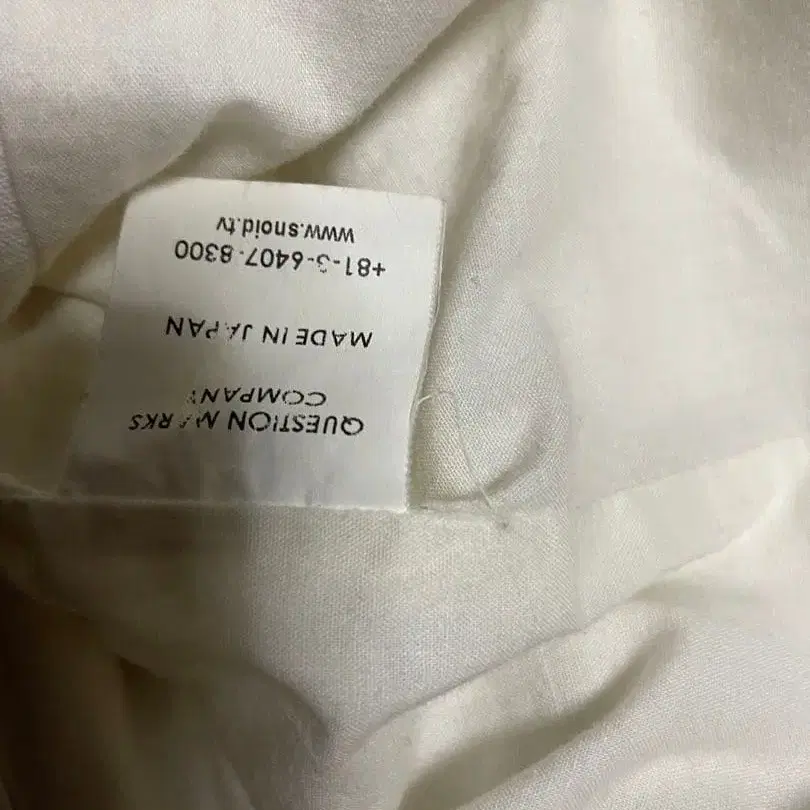 QUESTION MARKS
COMPANY
MADE IN JAPAN
+81-3-6407-8300
www.snoid.tv